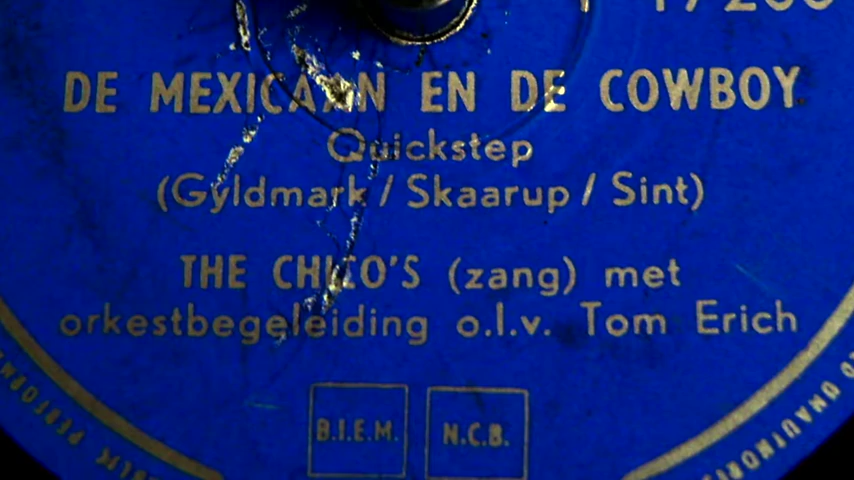 DE MEXICAAN EN DE COWBOY
Quickstep
(Gyldmark / Skaarup / Sint)
THE CHICO'S (zang) met
orkestbegeleiding o.l.v. Tom Erich
B.I.E.M. N.C.B.